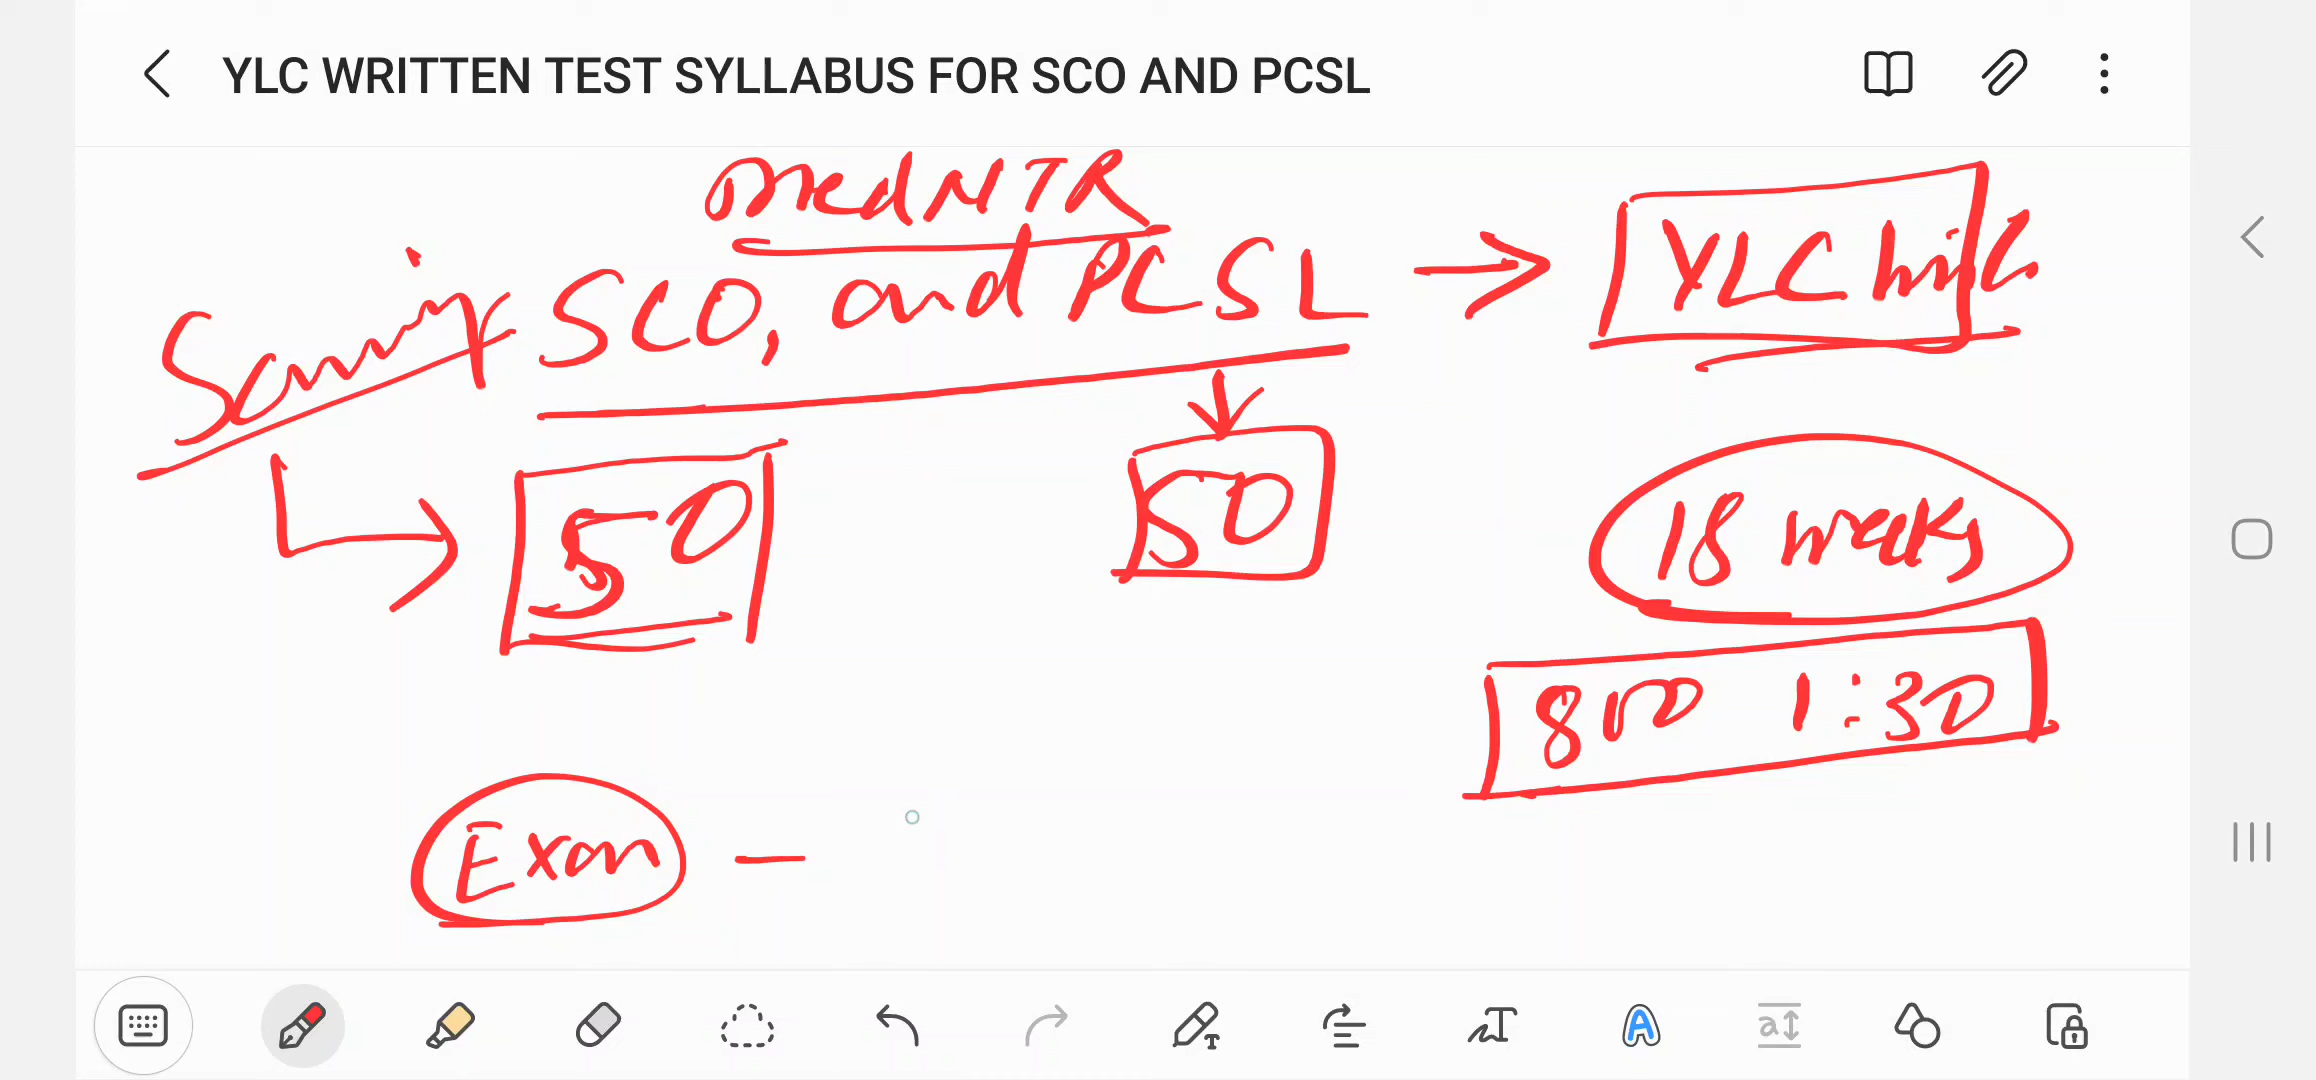 YLC WRITTEN TEST SYLLABUS FOR SCO AND PCSL
NTR
SCO, and PCSL → YLC
50
50
18 weeks
800 1:30
Exam —